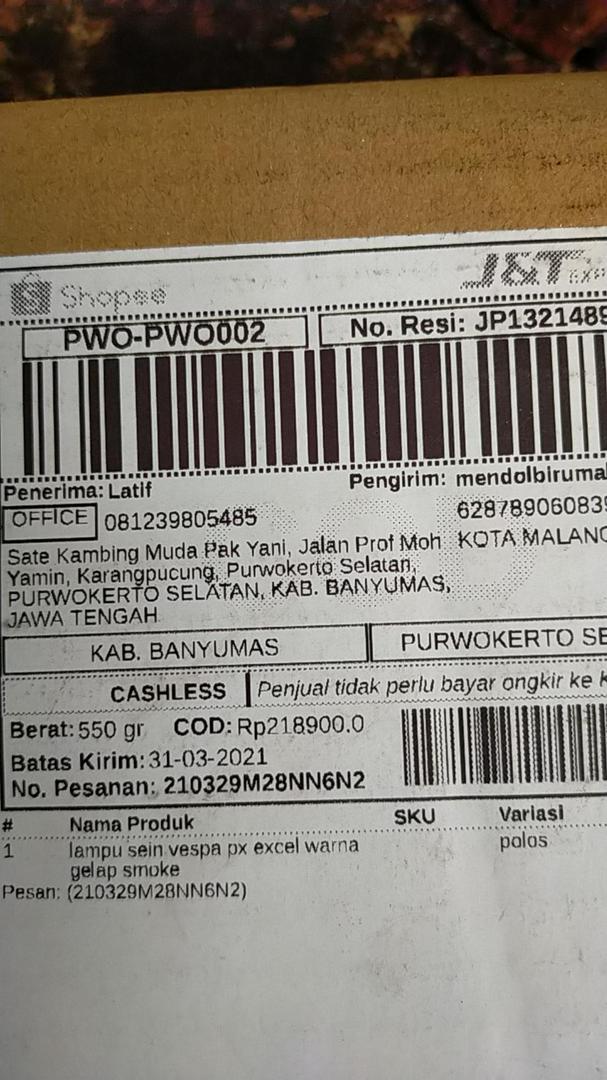 Shopee
J&T EXP
PWO-PWO002
No. Resi: JP1321489
Penerima: Latif
Pengirim: mendolbirumal
OFFICE 081239805485
628789060839
Sate Kambing Muda Pak Yani, Jalan Prof Moh
Yamin, Karangpucung, Purwokerto Selatan,
PURWOKERTO SELATAN, KAB. BANYUMAS,
JAWA TENGAH
KOTA MALANG
KAB. BANYUMAS
PURWOKERTO SE
CASHLESS
Penjual tidak perlu bayar ongkir ke K
Berat: 550 gr COD: Rp218900.0
Batas Kirim: 31-03-2021
No. Pesanan: 210329M28NN6N2
# Nama Produk SKU Variasi
1 lampu sein vespa px excel warna polos
gelap smoke
Pesan: (210329M28NN6N2)